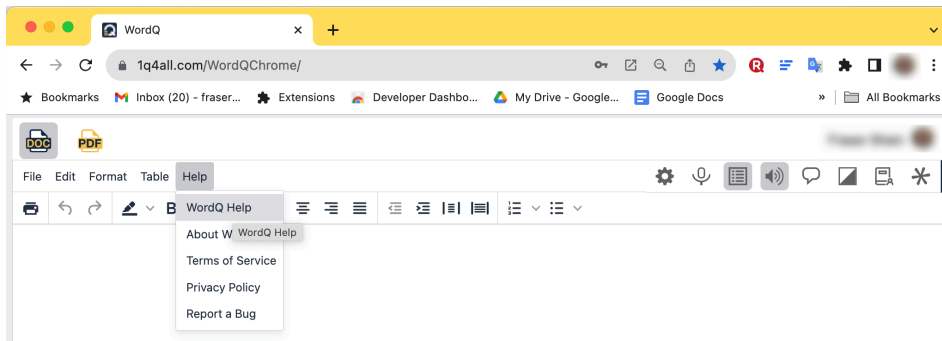 WordQ
1q4all.com/WordQChrome/
Bookmarks Inbox (20) - fraser... Extensions Developer Dashbo... My Drive - Google... Google Docs » All Bookmarks
DOC PDF
File Edit Format Table Help
B WordQ Help
About W WordQ Help
Terms of Service
Privacy Policy
Report a Bug